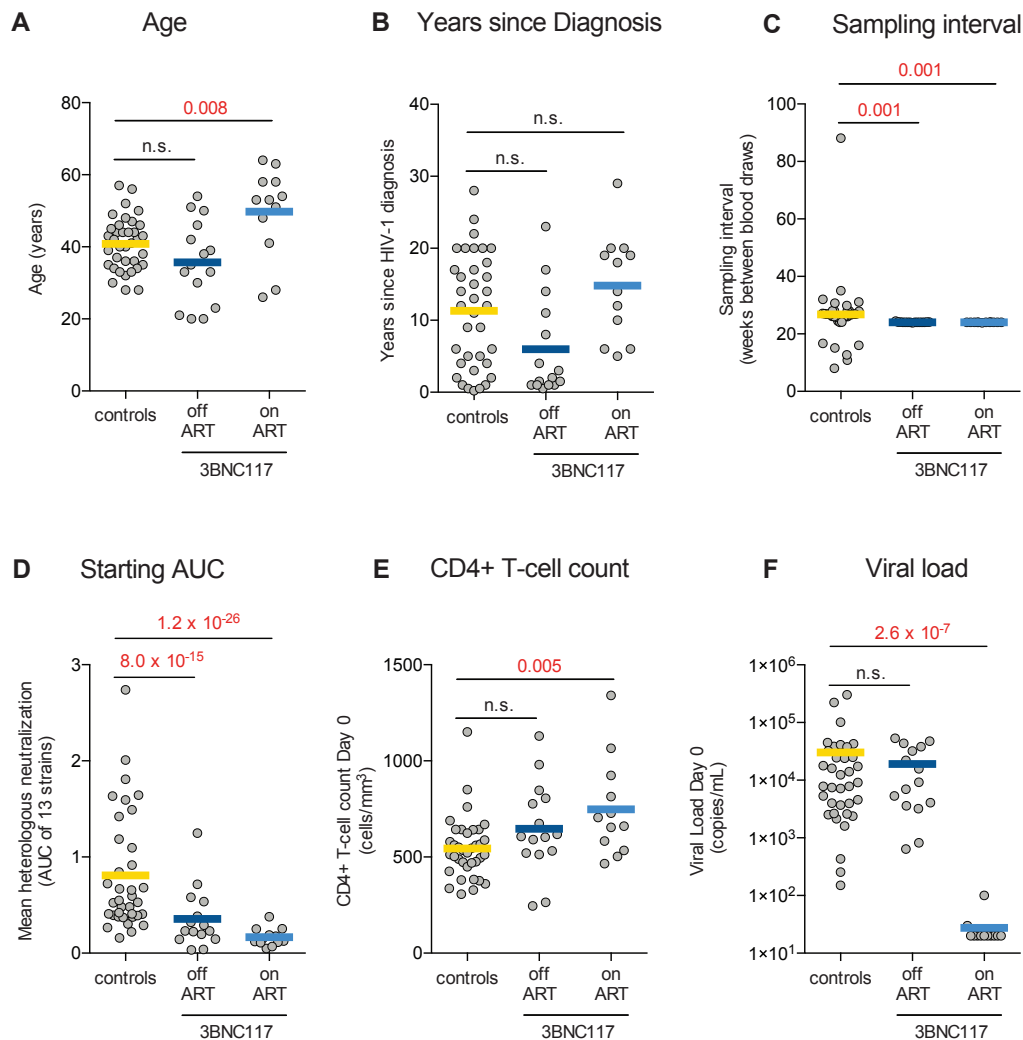 A Age
0.008
n.s.
Age (years)
80
60
40
20
0
controls
off
ART
on
ART
3BNC117
B Years since Diagnosis
n.s.
n.s.
Years since HIV-1 diagnosis
40
30
20
10
0
controls
off
ART
on
ART
3BNC117
C Sampling interval
0.001
0.001
Sampling interval
(weeks between blood draws)
100
80
60
40
20
0
controls
off
ART
on
ART
3BNC117
D Starting AUC
1.2 x 10⁻²⁶
8.0 x 10⁻¹⁵
Mean heterologous neutralization
(AUC of 13 strains)
3
2
1
0
controls
off
ART
on
ART
3BNC117
E CD4+ T-cell count
0.005
n.s.
CD4+ T-cell count Day 0
(cells/mm³)
1500
1000
500
0
controls
off
ART
on
ART
3BNC117
F Viral load
2.6 x 10⁻⁷
n.s.
Viral Load Day 0
(copies/mL)
1×10⁶
1×10⁵
1×10⁴
1×10³
1×10²
1×10¹
controls
off
ART
on
ART
3BNC117